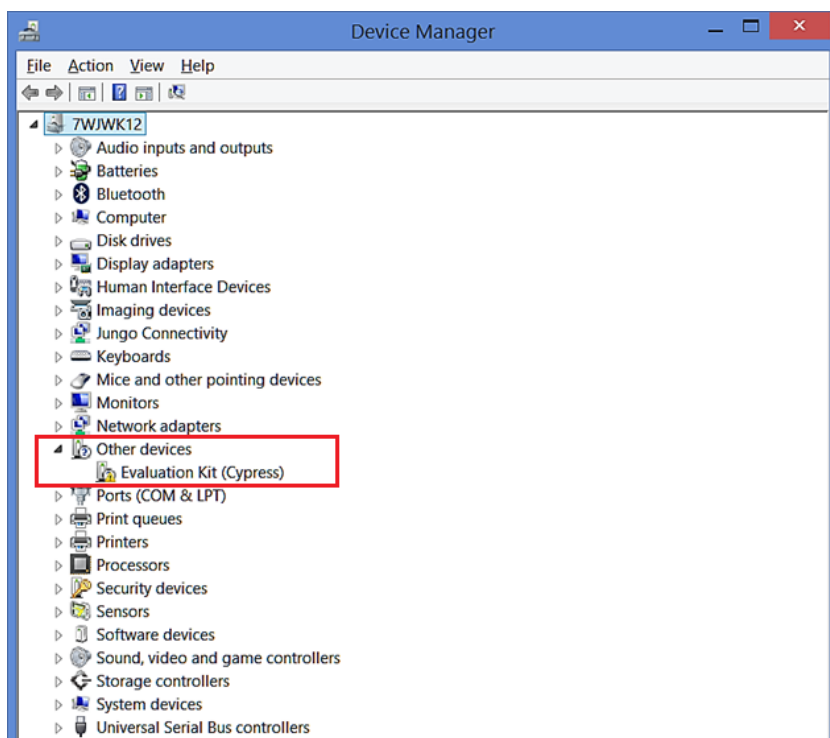 Device Manager
File Action View Help
7WJWK12
Audio inputs and outputs
Batteries
Bluetooth
Computer
Disk drives
Display adapters
Human Interface Devices
Imaging devices
Jungo Connectivity
Keyboards
Mice and other pointing devices
Monitors
Network adapters
Other devices
Evaluation Kit (Cypress)
Ports (COM & LPT)
Print queues
Printers
Processors
Security devices
Sensors
Software devices
Sound, video and game controllers
Storage controllers
System devices
Universal Serial Bus controllers